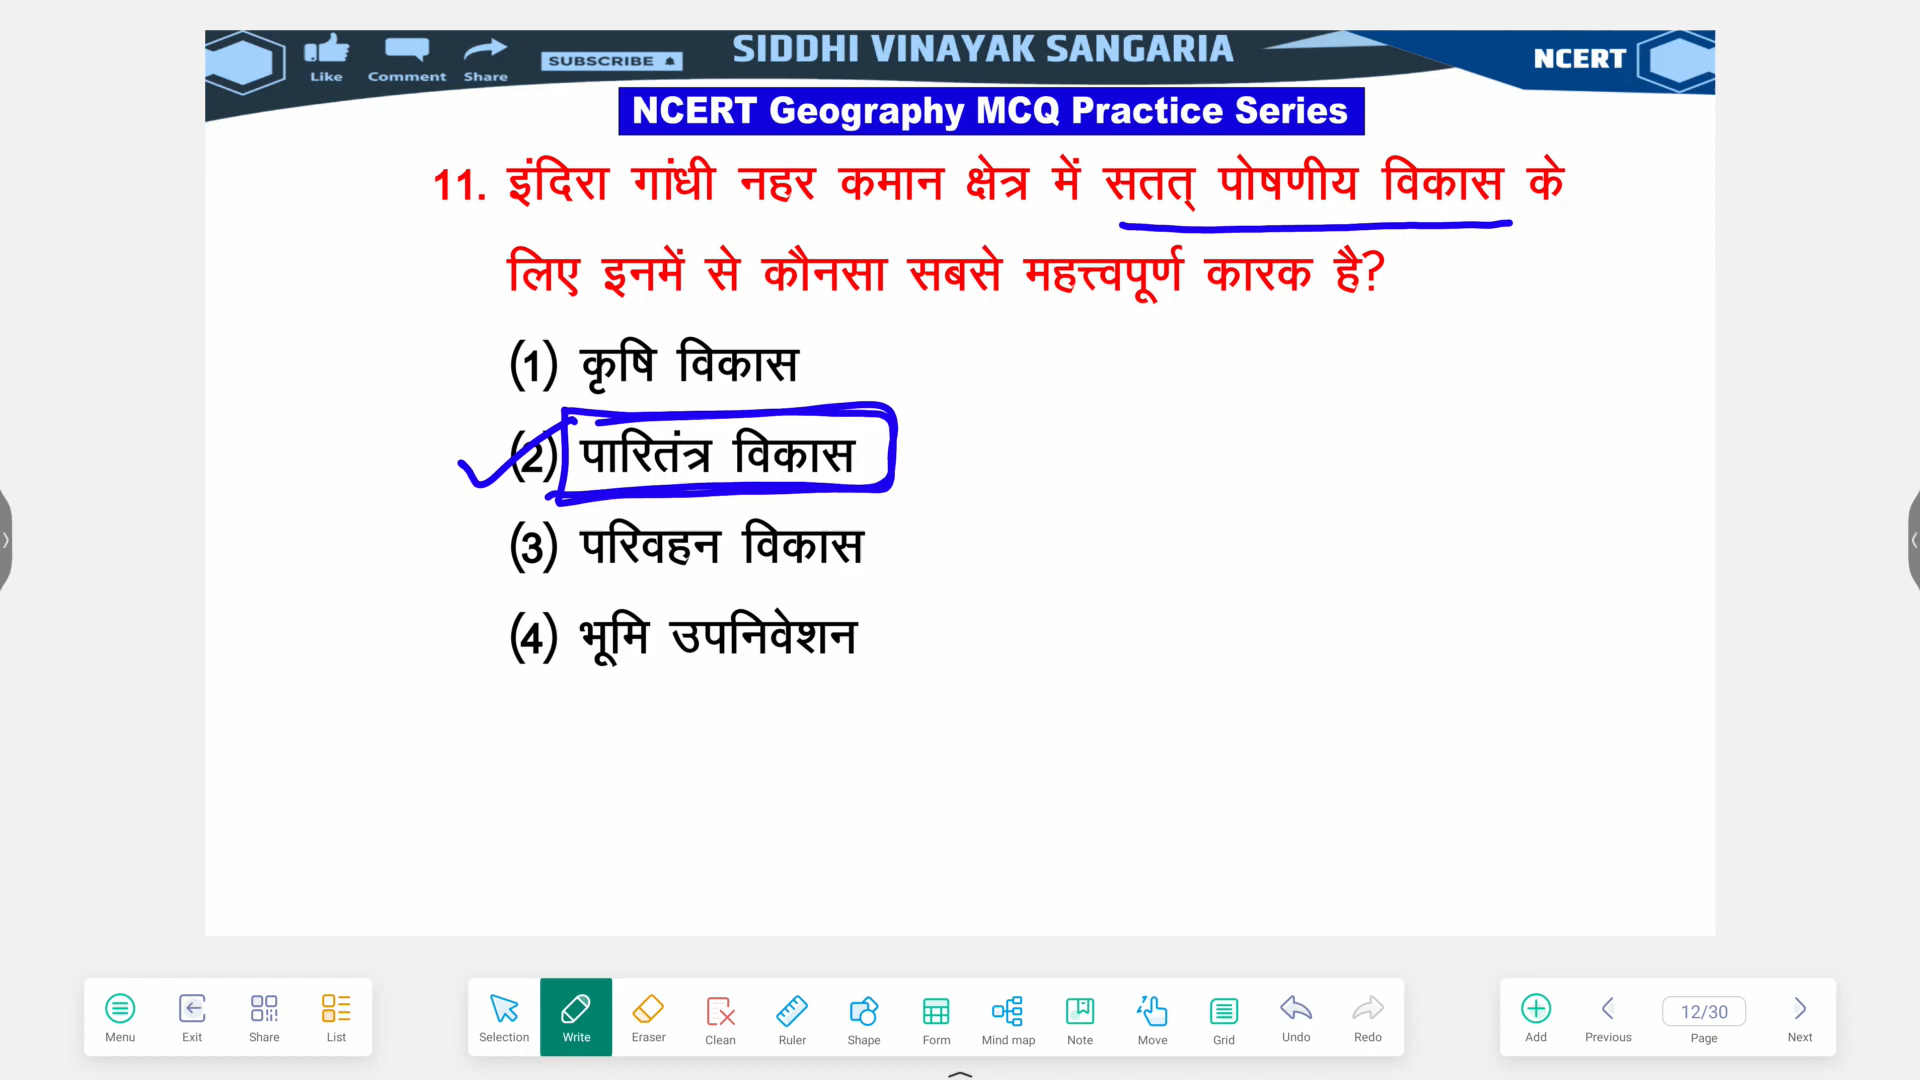 SIDDHI VINAYAK SANGARIA
NCERT
Like
Comment
Share
SUBSCRIBE
NCERT Geography MCQ Practice Series
11. इंदिरा गांधी नहर कमान क्षेत्र में सतत् पोषणीय विकास के
लिए इनमें से कौनसा सबसे महत्त्वपूर्ण कारक है?
(1) कृषि विकास
(2) पारितंत्र विकास
(3) परिवहन विकास
(4) भूमि उपनिवेशन
Menu
Exit
Share
List
Selection
Write
Eraser
Clean
Ruler
Shape
Form
Mind map
Note
Move
Grid
Undo
Redo
Add
Previous
12/30
Page
Next